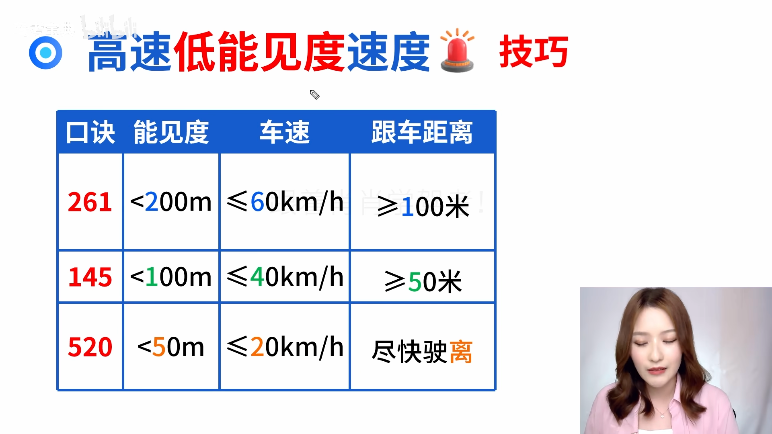 高速低能见度速度 技巧
口诀 能见度 车速 跟车距离
261 <200m ≤60km/h ≥100米
145 <100m ≤40km/h ≥50米
520 <50m ≤20km/h 尽快驶离